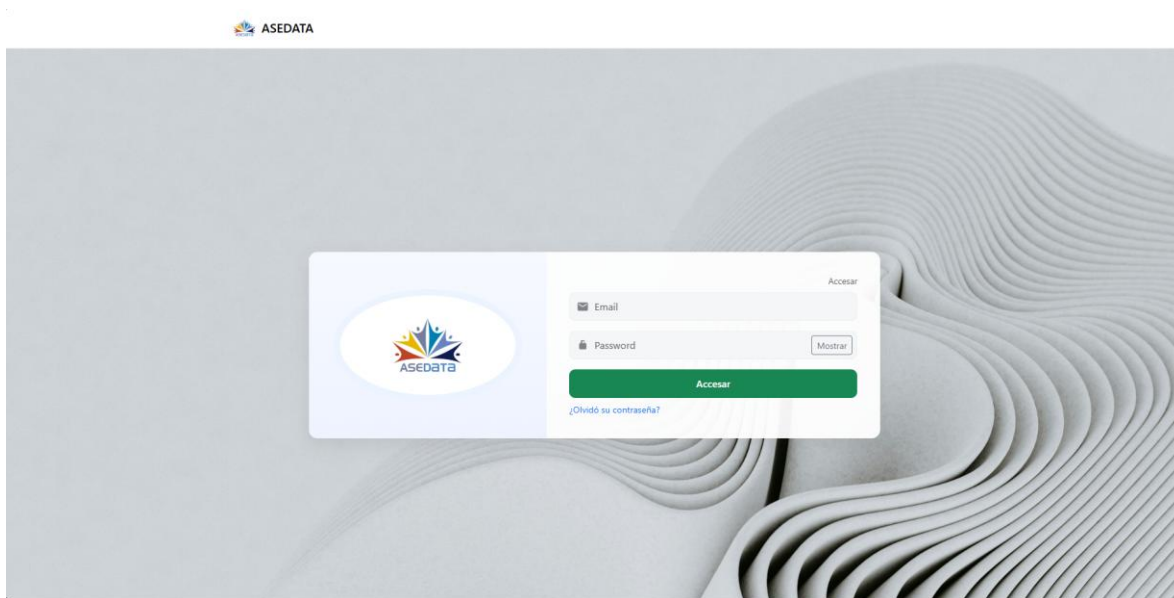 ASEDATA
Accesar
Email
Password
Mostrar
ASEDATA
Accesar
¿Olvidó su contraseña?